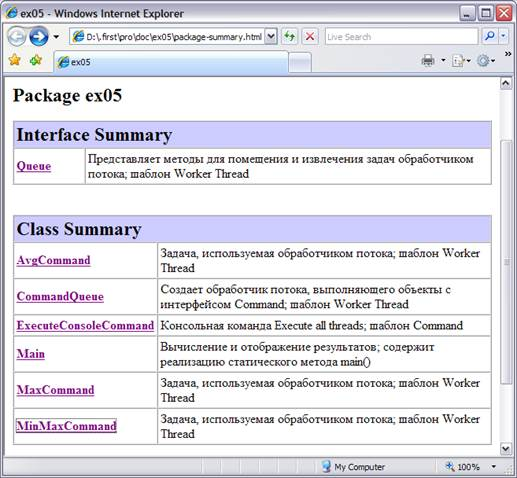 ex05 - Windows Internet Explorer
D:\.first\pro\doc\ex05\package-summary.html
Live Search
ex05
Package ex05
Interface Summary
Queue
Представляет методы для помещения и извлечения задач обработчиком
потока; шаблон Worker Thread
Class Summary
AvgCommand
Задача, используемая обработчиком потока; шаблон Worker
Thread
CommandQueue
Создает обработчик потока, выполняющего объекты с
интерфейсом Command; шаблон Worker Thread
ExecuteConsoleCommand
Консольная команда Execute all threads; шаблон Command
Main
Вычисление и отображение результатов; содержит
реализацию статического метода main()
MaxCommand
Задача, используемая обработчиком потока; шаблон Worker
Thread
MinMaxCommand
Задача, используемая обработчиком потока; шаблон Worker
Thread
My Computer
100%